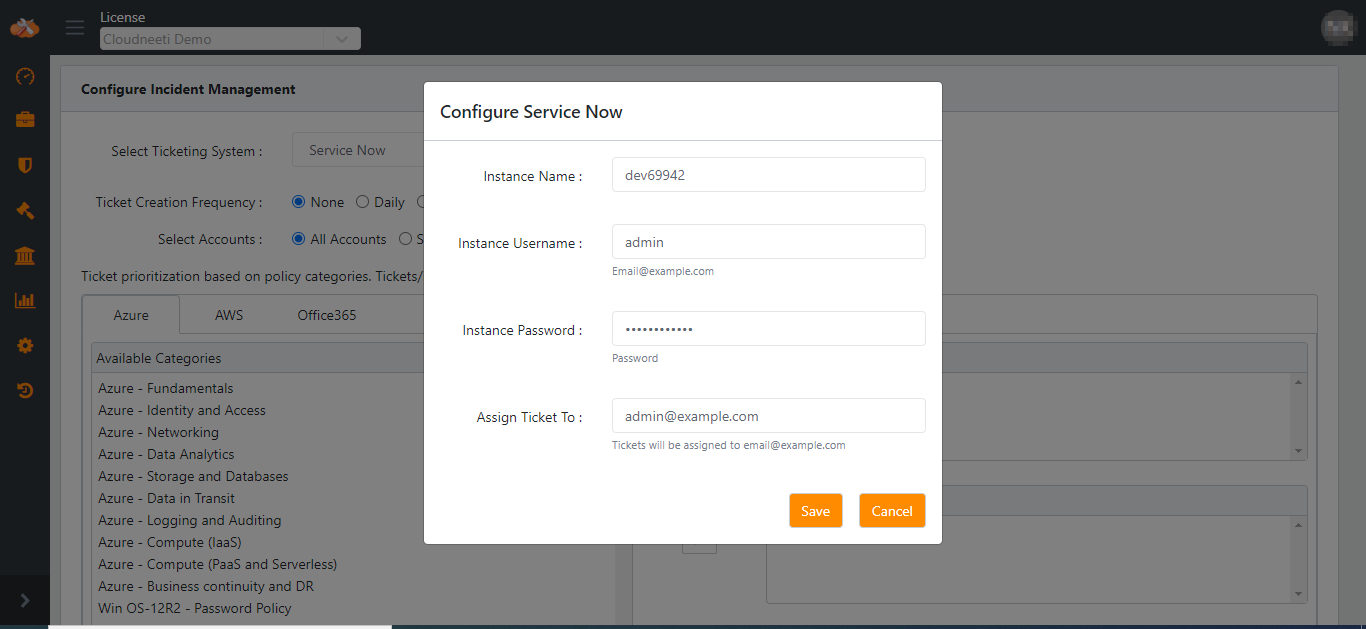 License
Cloudneeti Demo
Configure Incident Management
Select Ticketing System :
Service Now
Ticket Creation Frequency :
None
Daily
Select Accounts :
All Accounts
S
Ticket prioritization based on policy categories. Tickets/
Azure
AWS
Office365
Available Categories
Azure - Fundamentals
Azure - Identity and Access
Azure - Networking
Azure - Data Analytics
Azure - Storage and Databases
Azure - Data in Transit
Azure - Logging and Auditing
Azure - Compute (IaaS)
Azure - Compute (PaaS and Serverless)
Azure - Business continuity and DR
Win OS-12R2 - Password Policy
Configure Service Now
Instance Name :
dev69942
Instance Username :
admin
Email@example.com
Instance Password :
••••••••••••
Password
Assign Ticket To :
admin@example.com
Tickets will be assigned to email@example.com
Save
Cancel